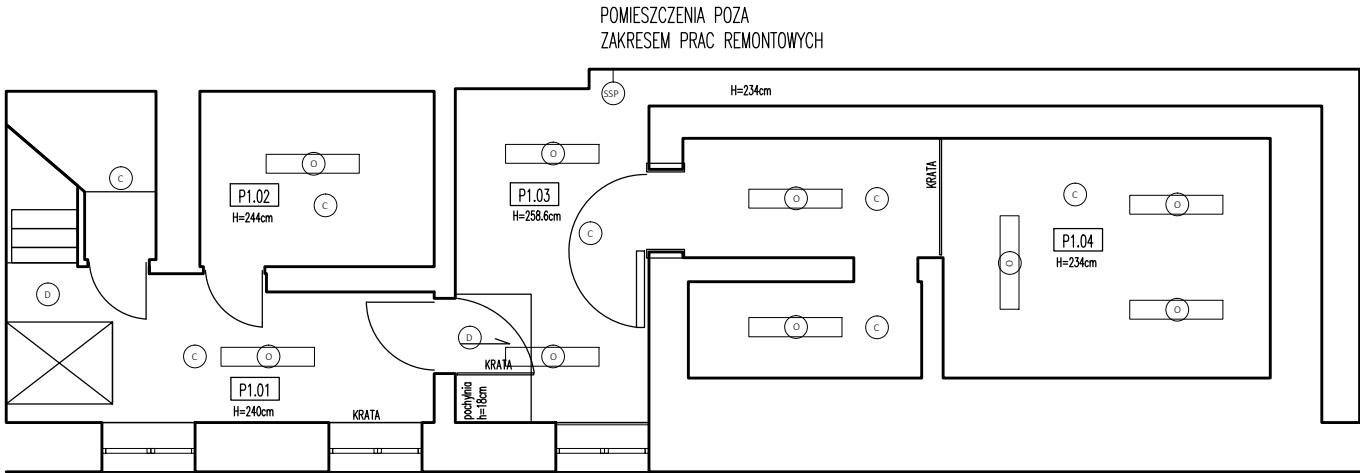 POMIESZCZENIA POZA
ZAKRESEM PRAC REMONTOWYCH
SSP
H=234cm
C
O
P1.02
H=244cm
C
O
P1.03
H=258.6cm
C
O
C
KRATA
C
O
P1.04
H=234cm
O
O
D
C
O
P1.01
H=240cm
KRATA
D
KRATA
O
pochylnia
h=18cm
O
C